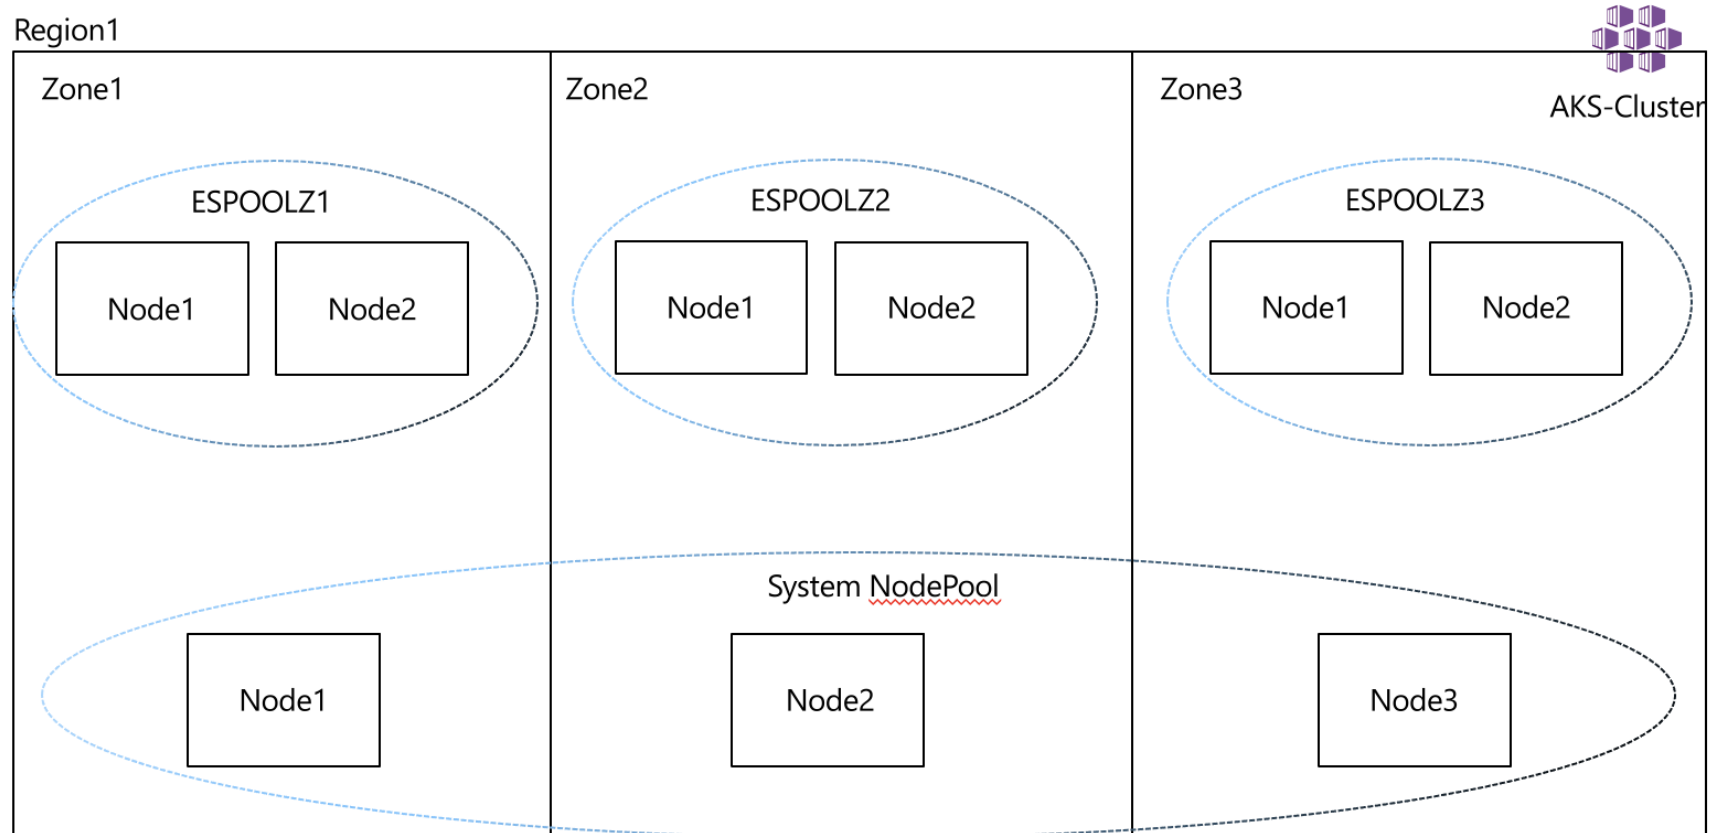 Region1
Zone1
Zone2
Zone3
AKS-Cluster
ESPOOLZ1
ESPOOLZ2
ESPOOLZ3
Node1
Node2
Node1
Node2
Node1
Node2
System NodePool
Node1
Node2
Node3